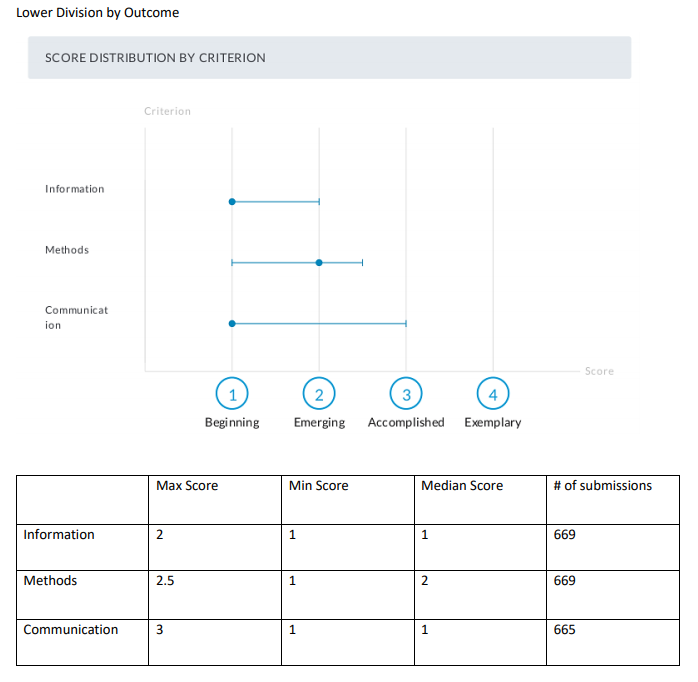 Lower Division by Outcome
SCORE DISTRIBUTION BY CRITERION
Criterion
Information
Methods
Communicat
ion
Score
1 2 3 4
Beginning Emerging Accomplished Exemplary
Max Score Min Score Median Score # of submissions
Information 2 1 1 669
Methods 2.5 1 2 669
Communication 3 1 1 665